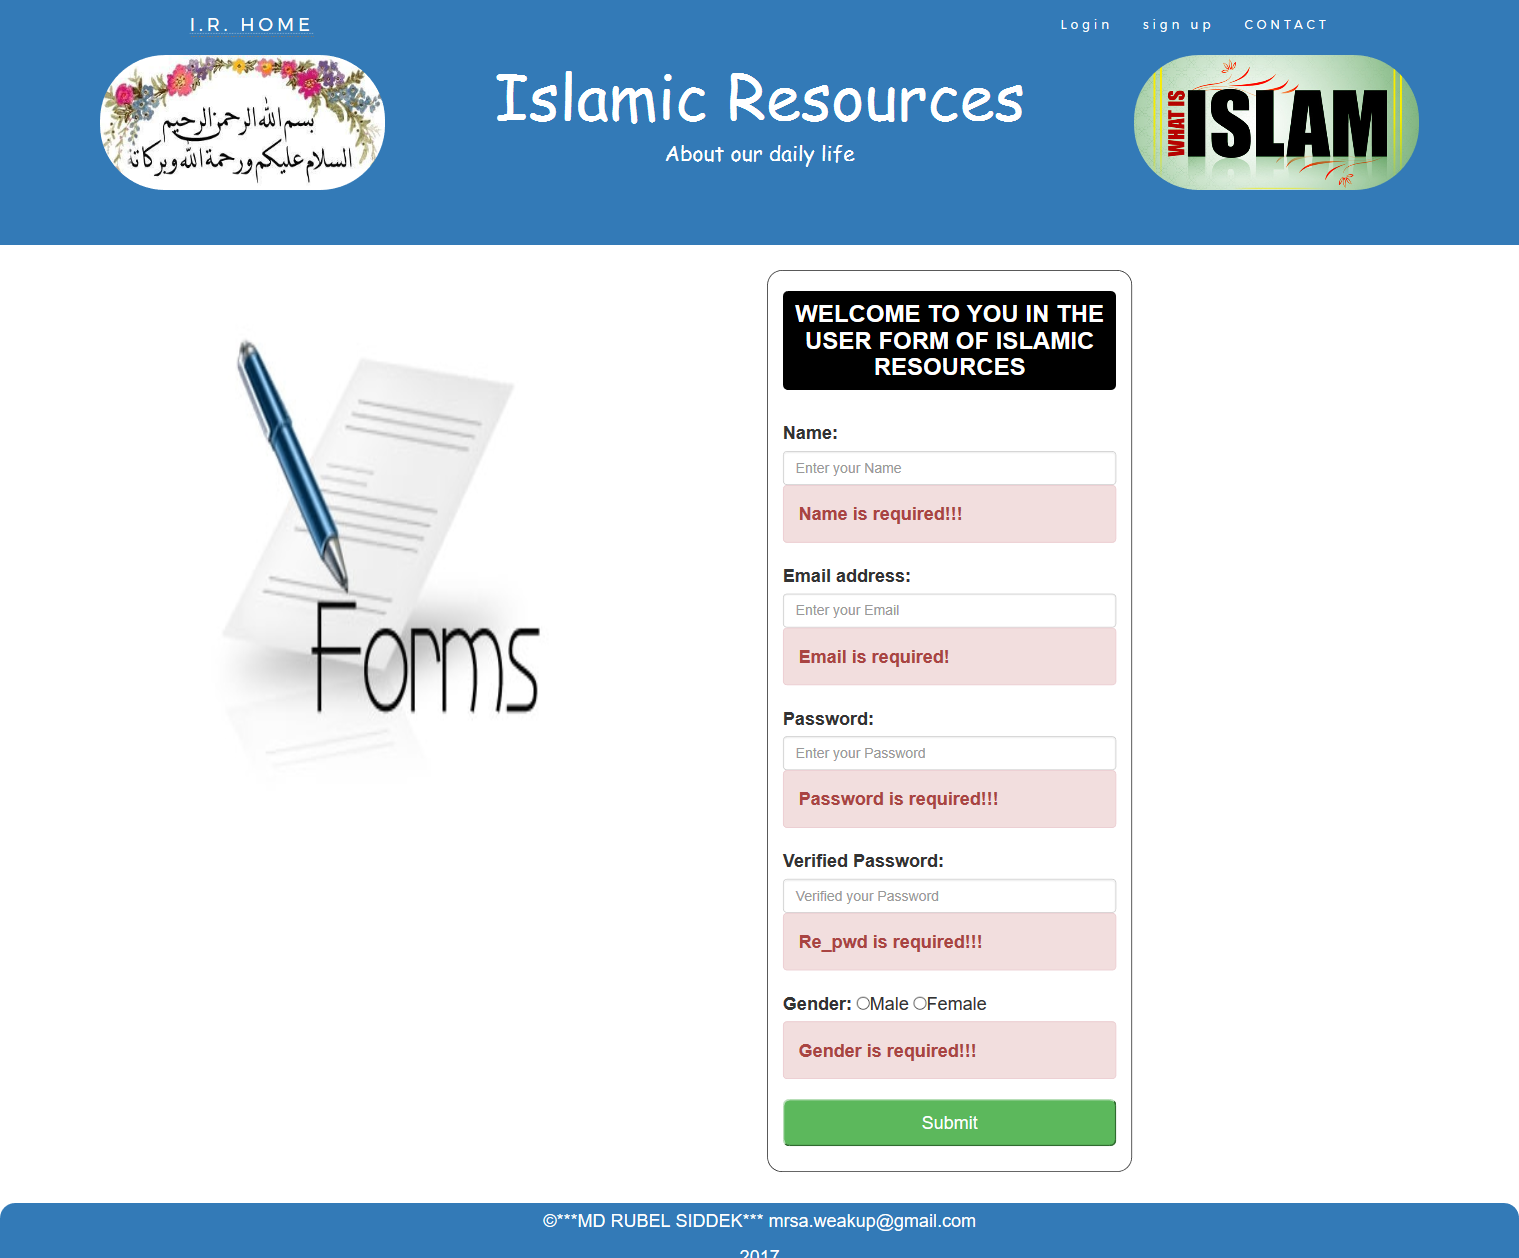 I.R. HOME
Login
sign up
CONTACT
بسم الله الرحمن الرحيم
السلام عليكم ورحمة الله وبركاته
Islamic Resources
About our daily life
WHAT IS
ISLAM
Forms
WELCOME TO YOU IN THE
USER FORM OF ISLAMIC
RESOURCES
Name:
Enter your Name
Name is required!!!
Email address:
Enter your Email
Email is required!
Password:
Enter your Password
Password is required!!!
Verified Password:
Verified your Password
Re_pwd is required!!!
Gender: Male Female
Gender is required!!!
Submit
©***MD RUBEL SIDDEK*** mrsa.weakup@gmail.com
2017